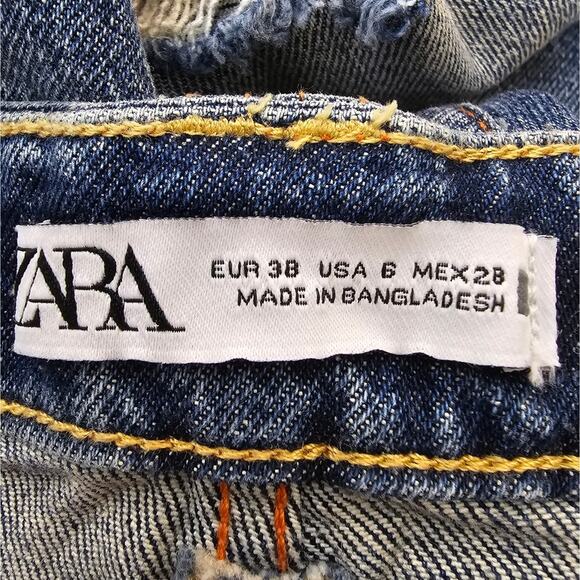 ZARA
EUR 38 USA 6 MEX 28
MADE IN BANGLADESH